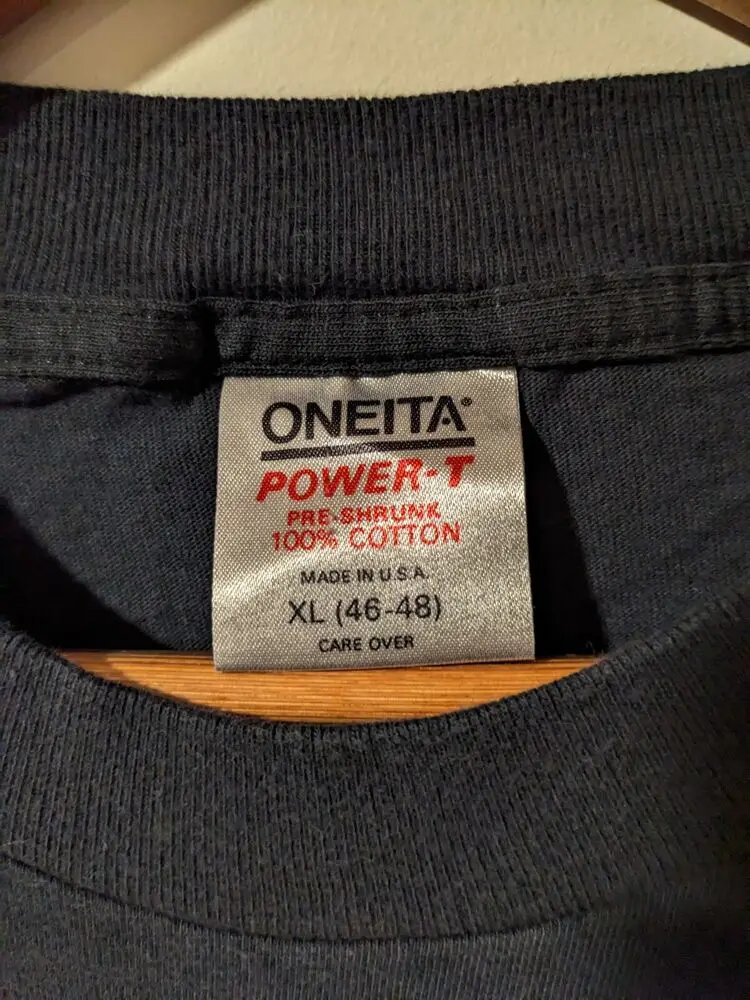 ONEITA®
POWER-T
PRE-SHRUNK
100% COTTON
MADE IN U.S.A.
XL (46-48)
CARE OVER